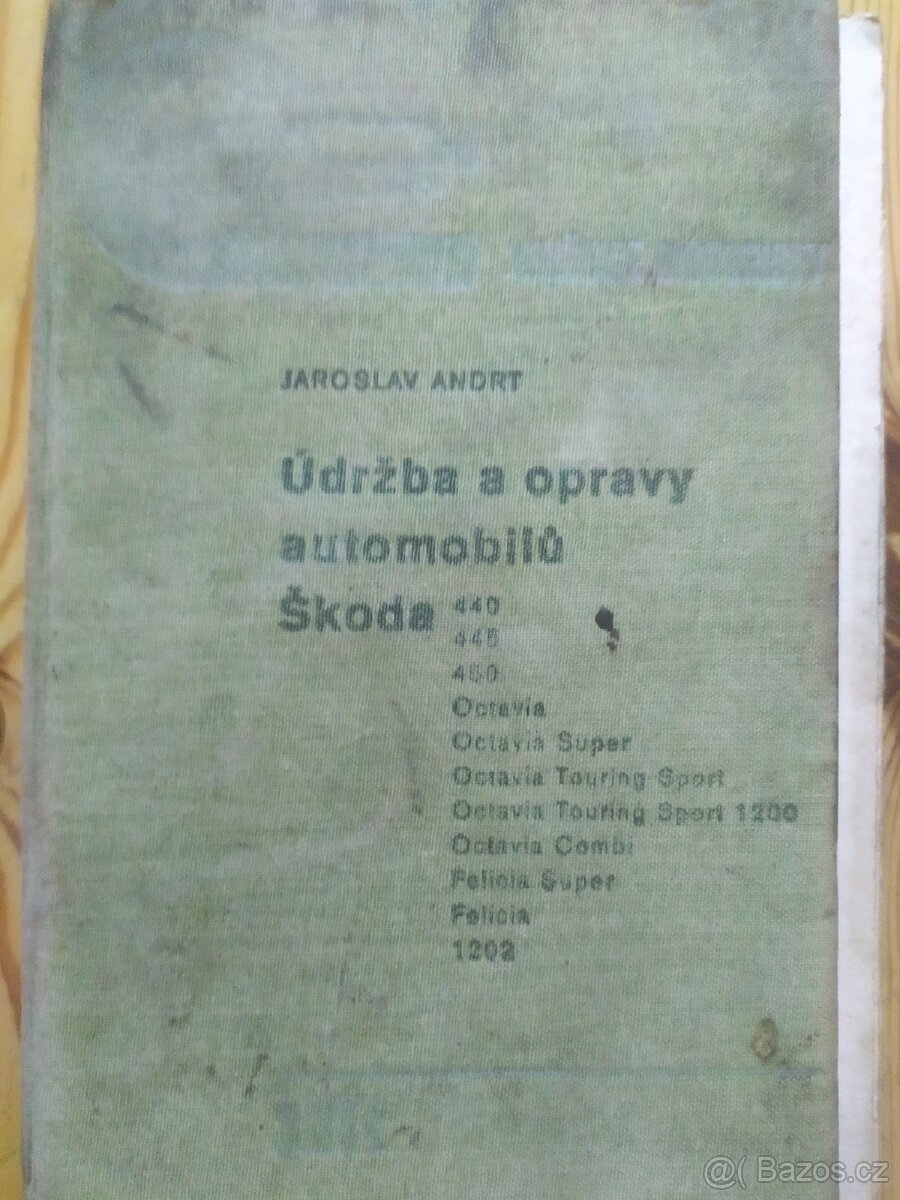 JAROSLAV ANDRT
Údržba a opravy
automobilů
Škoda 440
445
450
Octavia
Octavia Super
Octavia Touring Sport
Octavia Touring Sport 1200
Octavia Combi
Felicia Super
Felicia
1202
@( Bazos.cz